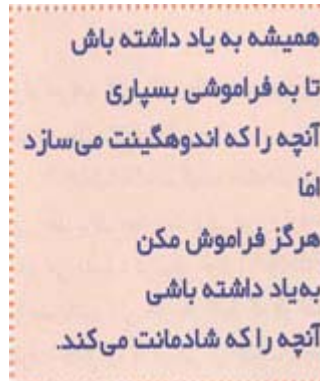 همیشه به یاد داشته باش
تا به فراموشی بسپاری
آنچه را که اندوهگینت می‌سازد
امّا
هرگز فراموش مکن
به‌یاد داشته باشی
آنچه را که شادمانت می‌کند.